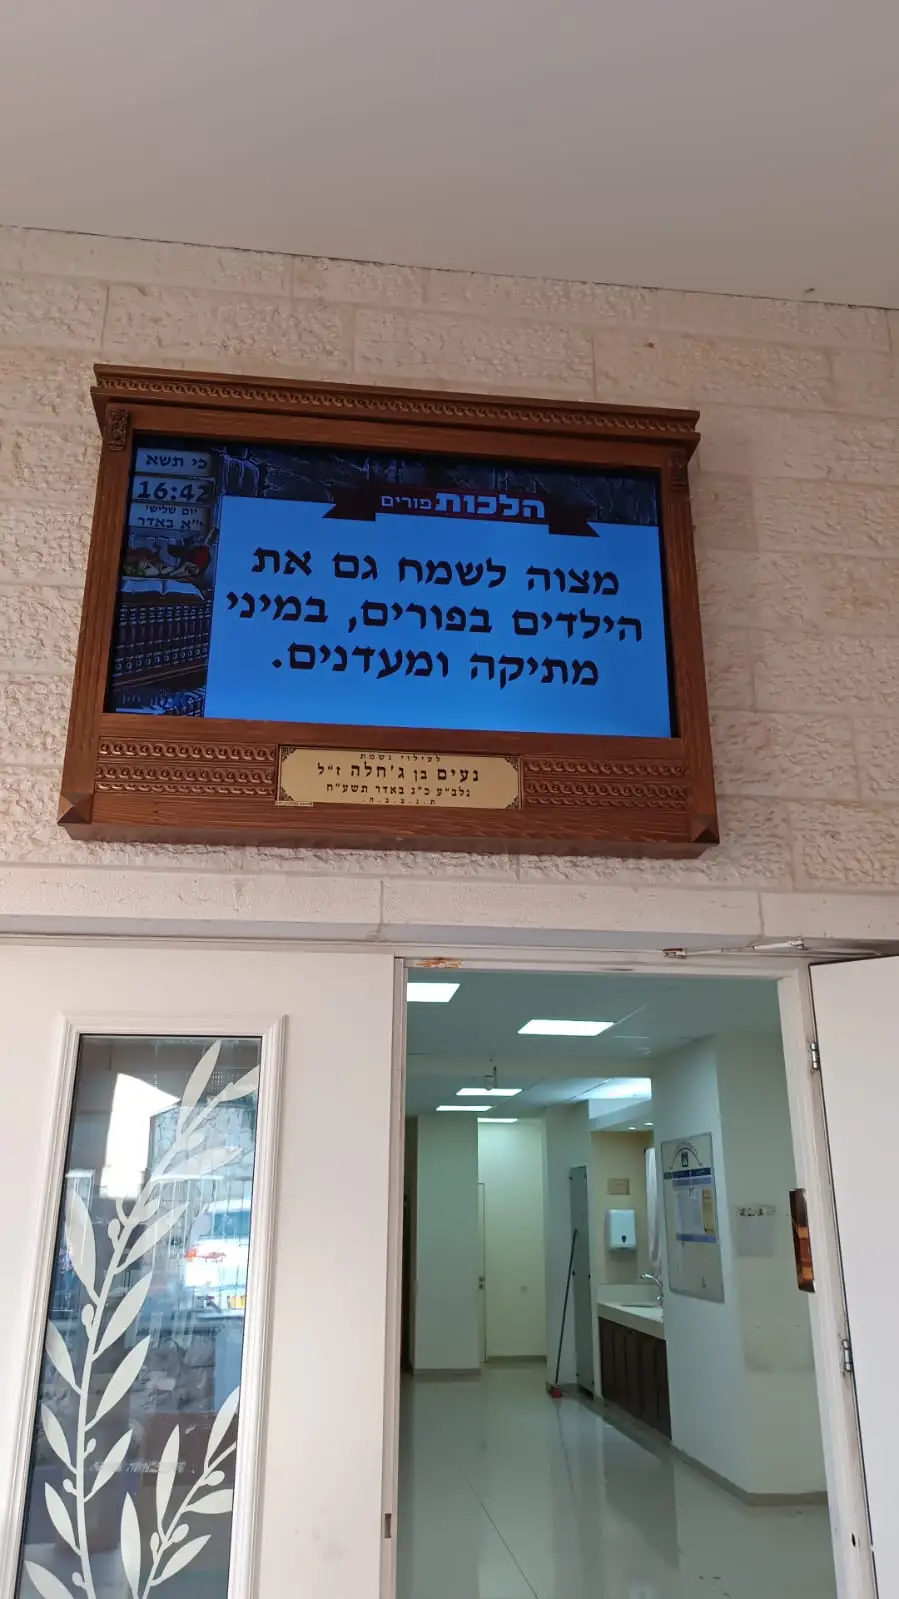 כי תשא
16:42
יום שלישי
י״א באדר
הלכות פורים
מצוה לשמח גם את
הילדים בפורים, במיני
מתיקה ומעדנים.
לעילוי נשמת
נעים בן ג׳חלה ז״ל
נלב״ע כ״ג באדר תשע״ח
ת.נ.צ.ב.ה.